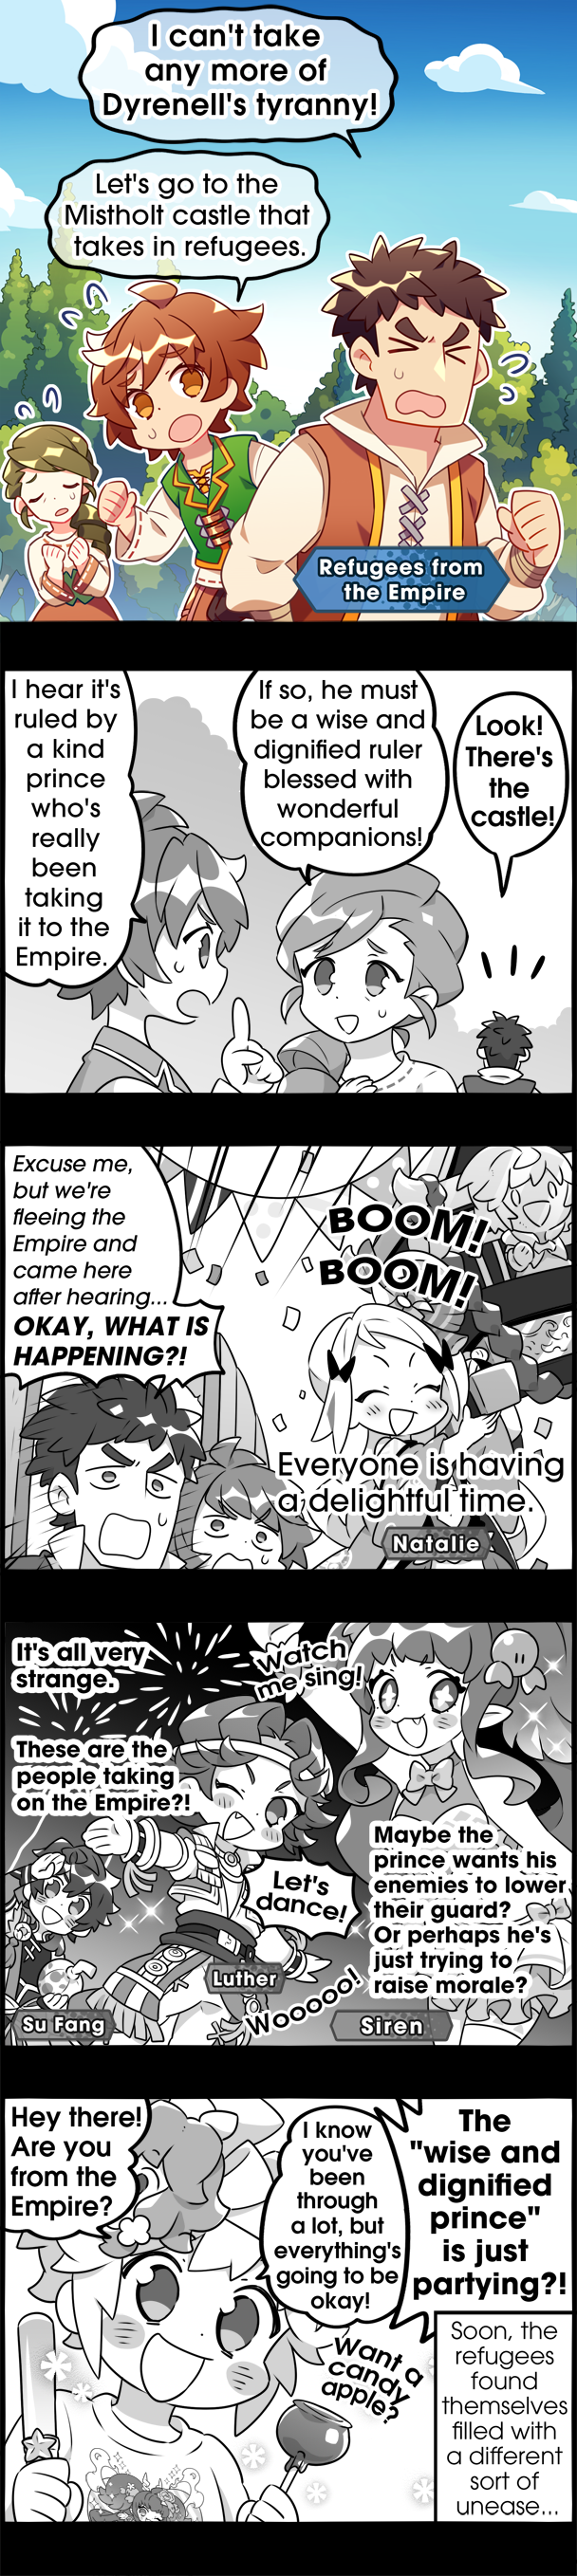 I can't take
any more of
Dyrenell's tyranny!
Let's go to the
Mistholt castle that
takes in refugees.
Refugees from
the Empire
I hear it's
ruled by
a kind
prince
who's
really
been
taking
it to the
Empire.
If so, he must
be a wise and
dignified ruler
blessed with
wonderful
companions!
Look!
There's
the
castle!
Excuse me,
but we're
fleeing the
Empire and
came here
after hearing...
OKAY, WHAT IS
HAPPENING?!
BOOM!
BOOM!
Everyone is having
a delightful time.
Natalie
It's all very
strange.
These are the
people taking
on the Empire?!
Watch
me sing!
Let's
dance!
Maybe the
prince wants his
enemies to lower
their guard?
Or perhaps he's
just trying to
raise morale?
Luther
Su Fang
Wooooo!
Siren
Hey there!
Are you
from the
Empire?
I know
you've
been
through
a lot, but
everything's
going to be
okay!
The
"wise and
dignified
prince"
is just
partying?!
Want a
candy
apple?
Soon, the
refugees
found
themselves
filled with
a different
sort of
unease...